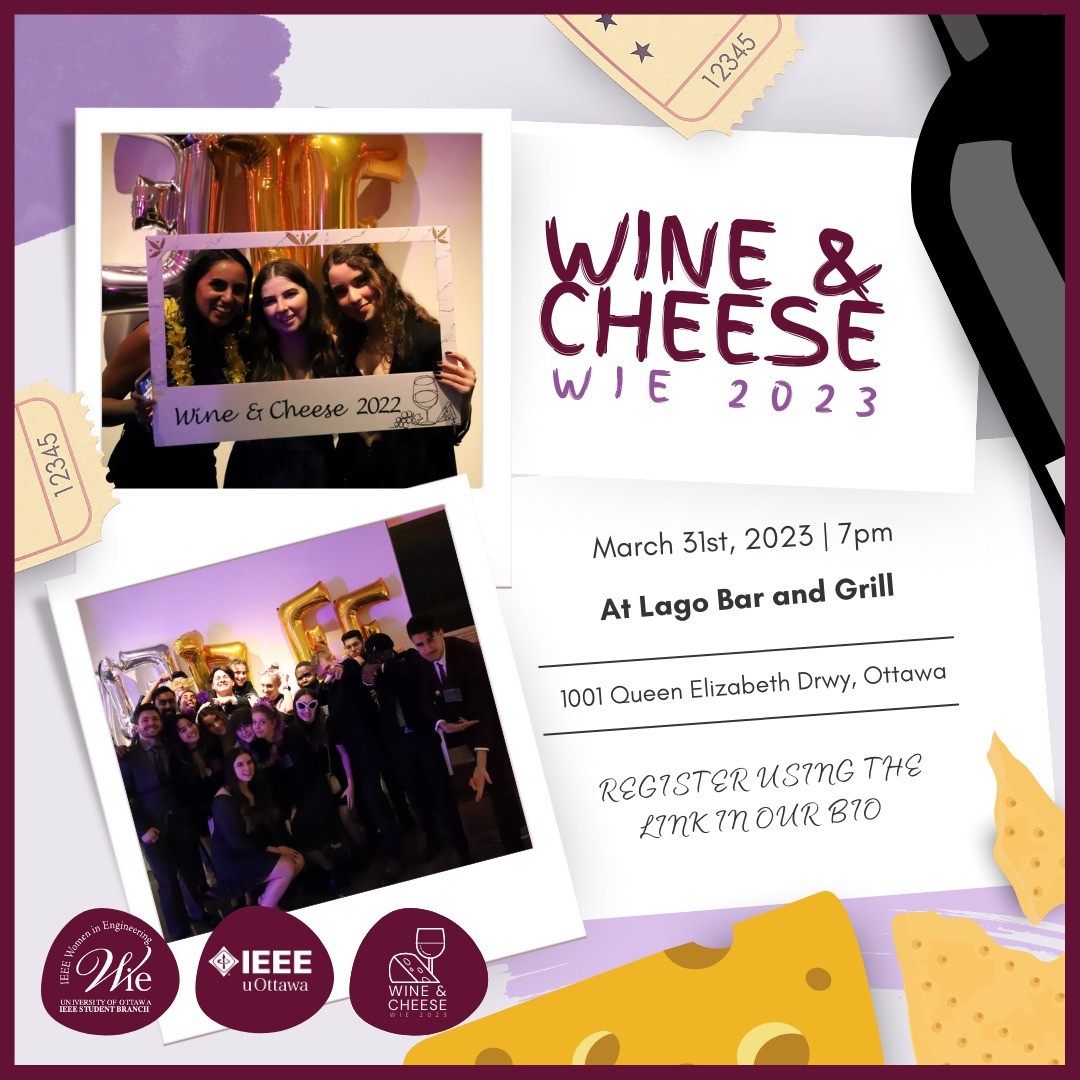 12345
WINE &
CHEESE
WIE 2023
Wine & Cheese 2022
12345
March 31st, 2023 | 7pm
At Lago Bar and Grill
1001 Queen Elizabeth Drwy, Ottawa
REGISTER USING THE
LINK IN OUR BIO
IEEE Women in Engineering
Wie
UNIVERSITY OF OTTAWA
IEEE STUDENT BRANCH
IEEE
uOttawa
WINE &
CHEESE
WIE 2023